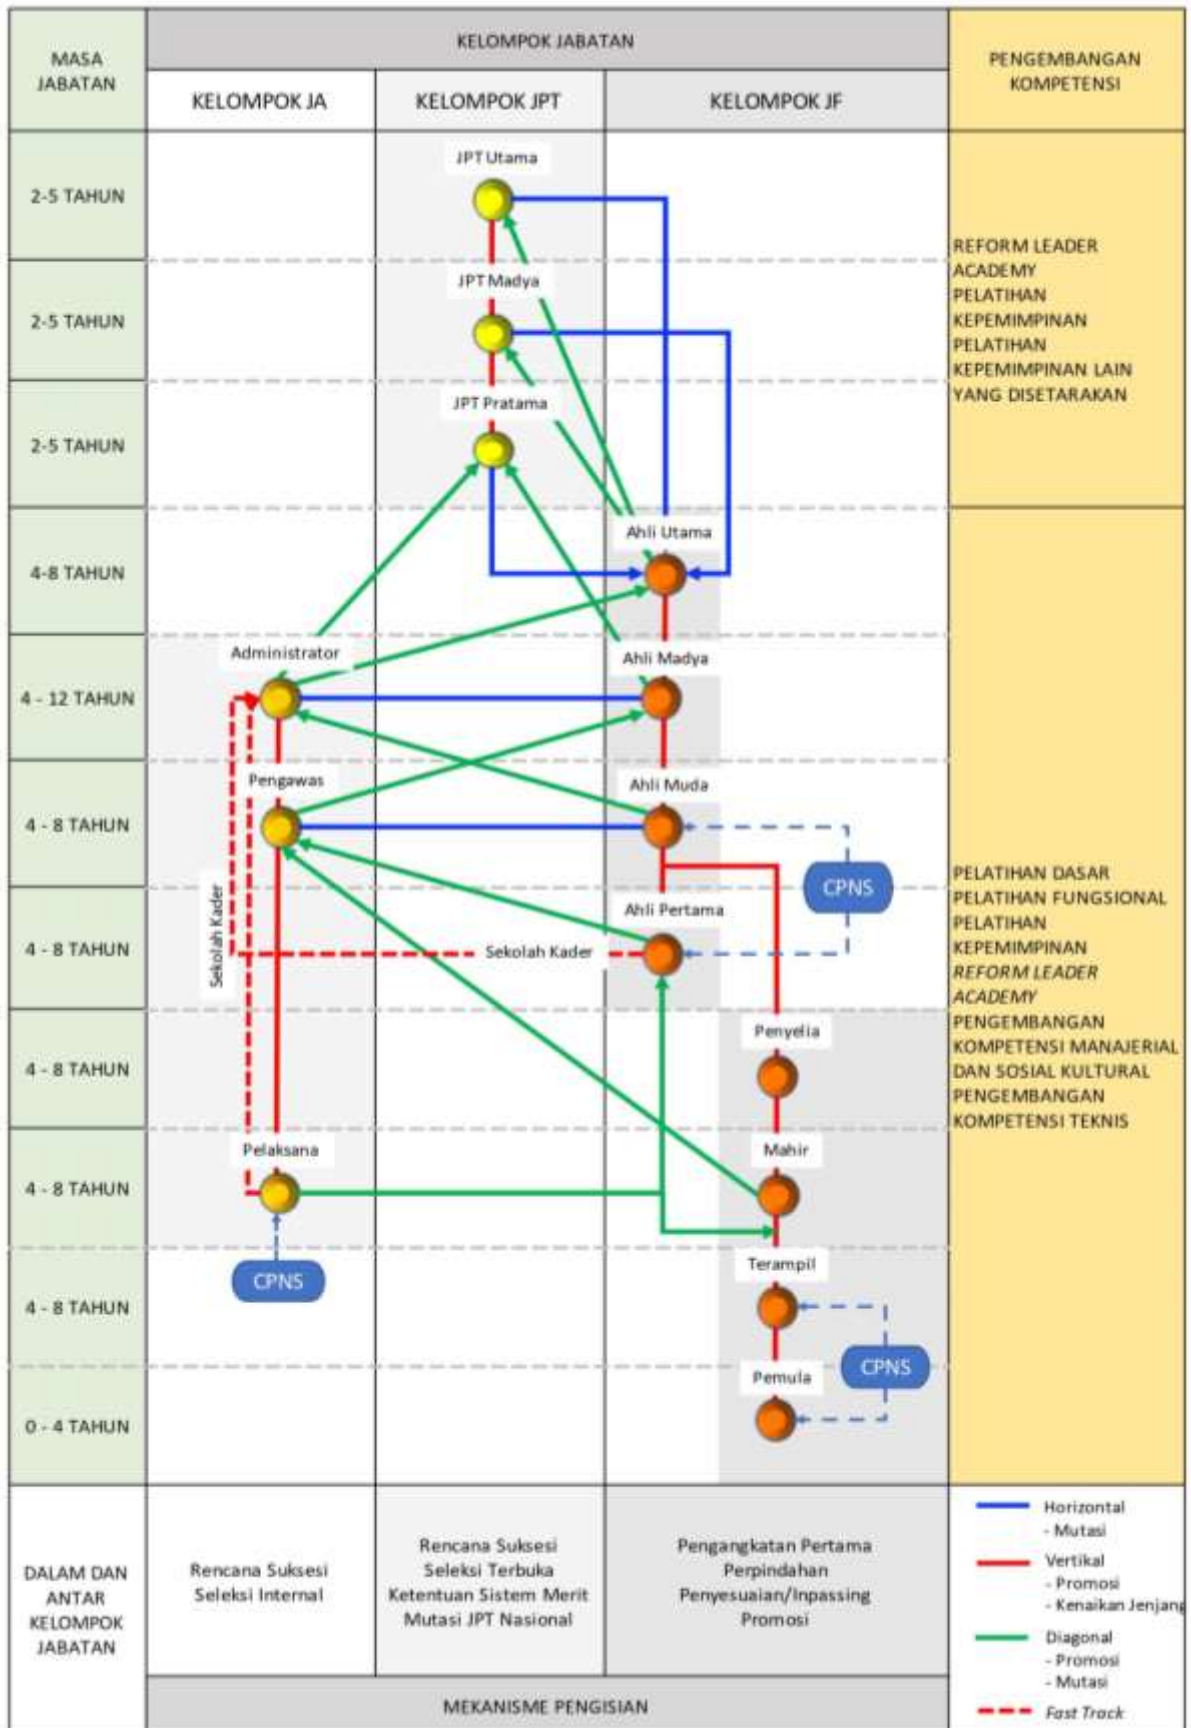 MASA
JABATAN
KELOMPOK JABATAN
PENGEMBANGAN
KOMPETENSI
KELOMPOK JA
KELOMPOK JPT
KELOMPOK JF
2-5 TAHUN
JPT Utama
2-5 TAHUN
JPT Madya
2-5 TAHUN
JPT Pratama
REFORM LEADER
ACADEMY
PELATIHAN
KEPEMIMPINAN
PELATIHAN
KEPEMIMPINAN LAIN
YANG DISETARAKAN
4-8 TAHUN
Ahli Utama
4 - 12 TAHUN
Administrator
Ahli Madya
4 - 8 TAHUN
Pengawas
Ahli Muda
CPNS
4 - 8 TAHUN
Sekolah Kader
Sekolah Kader
Ahli Pertama
4 - 8 TAHUN
Penyelia
4 - 8 TAHUN
Pelaksana
Mahir
4 - 8 TAHUN
CPNS
Terampil
CPNS
0 - 4 TAHUN
Pemula
PELATIHAN DASAR
PELATIHAN FUNGSIONAL
PELATIHAN
KEPEMIMPINAN
REFORM LEADER
ACADEMY
PENGEMBANGAN
KOMPETENSI MANAJERIAL
DAN SOSIAL KULTURAL
PENGEMBANGAN
KOMPETENSI TEKNIS
DALAM DAN
ANTAR
KELOMPOK
JABATAN
Rencana Suksesi
Seleksi Internal
Rencana Suksesi
Seleksi Terbuka
Ketentuan Sistem Merit
Mutasi JPT Nasional
Pengangkatan Pertama
Perpindahan
Penyesuaian/Inpassing
Promosi
MEKANISME PENGISIAN
Horizontal
- Mutasi
Vertikal
- Promosi
- Kenaikan Jenjang
Diagonal
- Promosi
- Mutasi
Fast Track